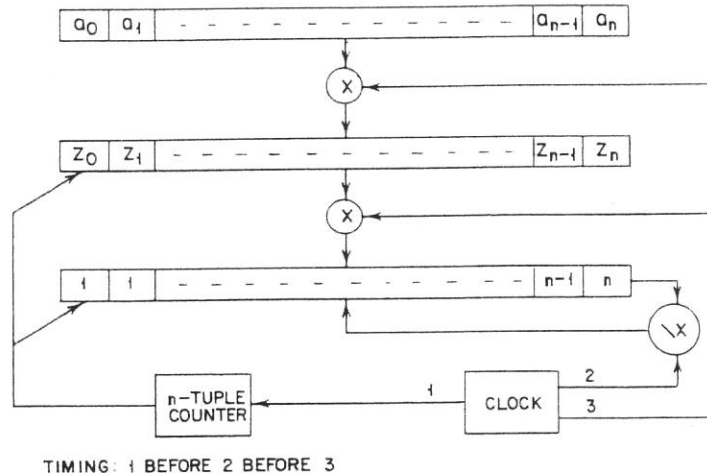 a₀ a₁ – – – – – – – – aₙ₋₁ aₙ
X
Z₀ Z₁ – – – – – – – – Zₙ₋₁ Zₙ
X
1 1 – – – – – – – – n-1 n
\X
n-TUPLE
COUNTER
1
CLOCK
2
3
TIMING: 1 BEFORE 2 BEFORE 3